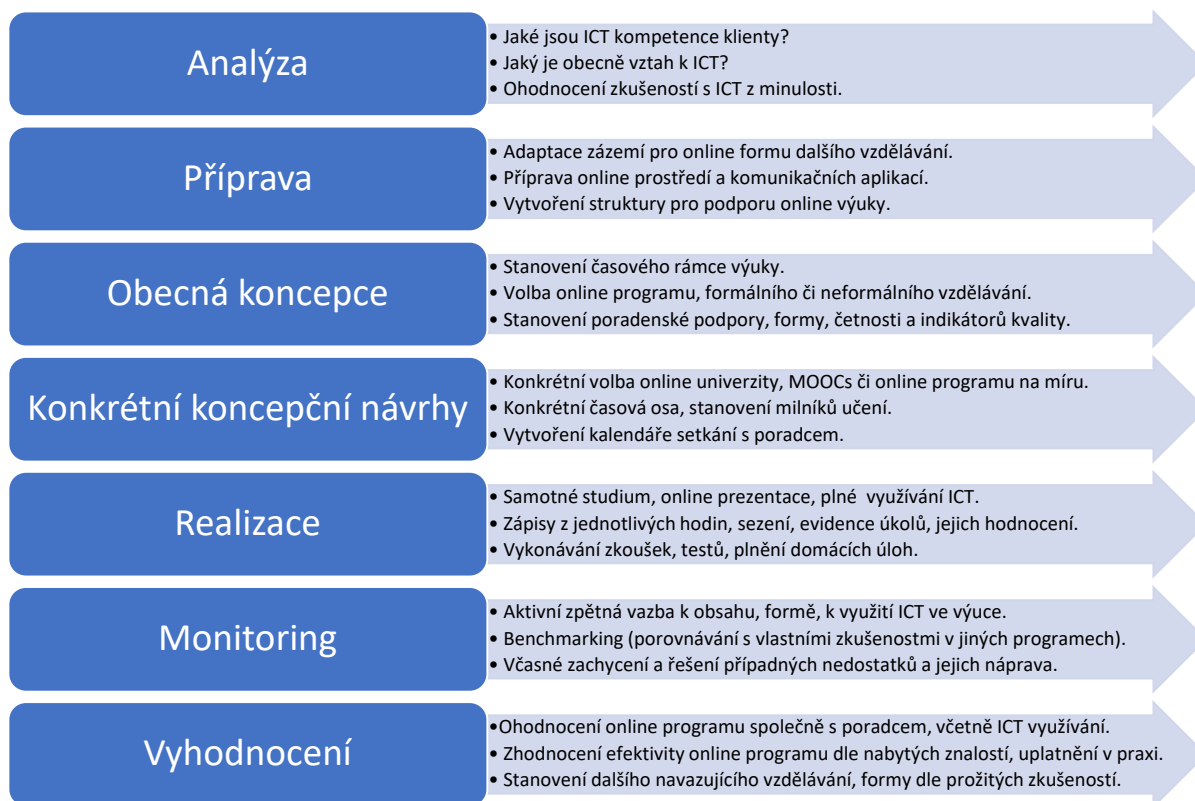 Analýza
• Jaké jsou ICT kompetence klienty?
• Jaký je obecně vztah k ICT?
• Ohodnocení zkušeností s ICT z minulosti.
Příprava
• Adaptace zázemí pro online formu dalšího vzdělávání.
• Příprava online prostředí a komunikačních aplikací.
• Vytvoření struktury pro podporu online výuky.
Obecná koncepce
• Stanovení časového rámce výuky.
• Volba online programu, formálního či neformálního vzdělávání.
• Stanovení poradenské podpory, formy, četnosti a indikátorů kvality.
Konkrétní koncepční návrhy
• Konkrétní volba online univerzity, MOOCs či online programu na míru.
• Konkrétní časová osa, stanovení milníků učení.
• Vytvoření kalendáře setkání s poradcem.
Realizace
• Samotné studium, online prezentace, plné  využívání ICT.
• Zápisy z jednotlivých hodin, sezení, evidence úkolů, jejich hodnocení.
• Vykonávání zkoušek, testů, plnění domácích úloh.
Monitoring
• Aktivní zpětná vazba k obsahu, formě, k využití ICT ve výuce.
• Benchmarking (porovnávání s vlastními zkušenostmi v jiných programech).
• Včasné zachycení a řešení případných nedostatků a jejich náprava.
Vyhodnocení
•Ohodnocení online programu společně s poradcem, včetně ICT využívání.
• Zhodnocení efektivity online programu dle nabytých znalostí, uplatnění v praxi.
• Stanovení dalšího navazujícího vzdělávání, formy dle prožitých zkušeností.